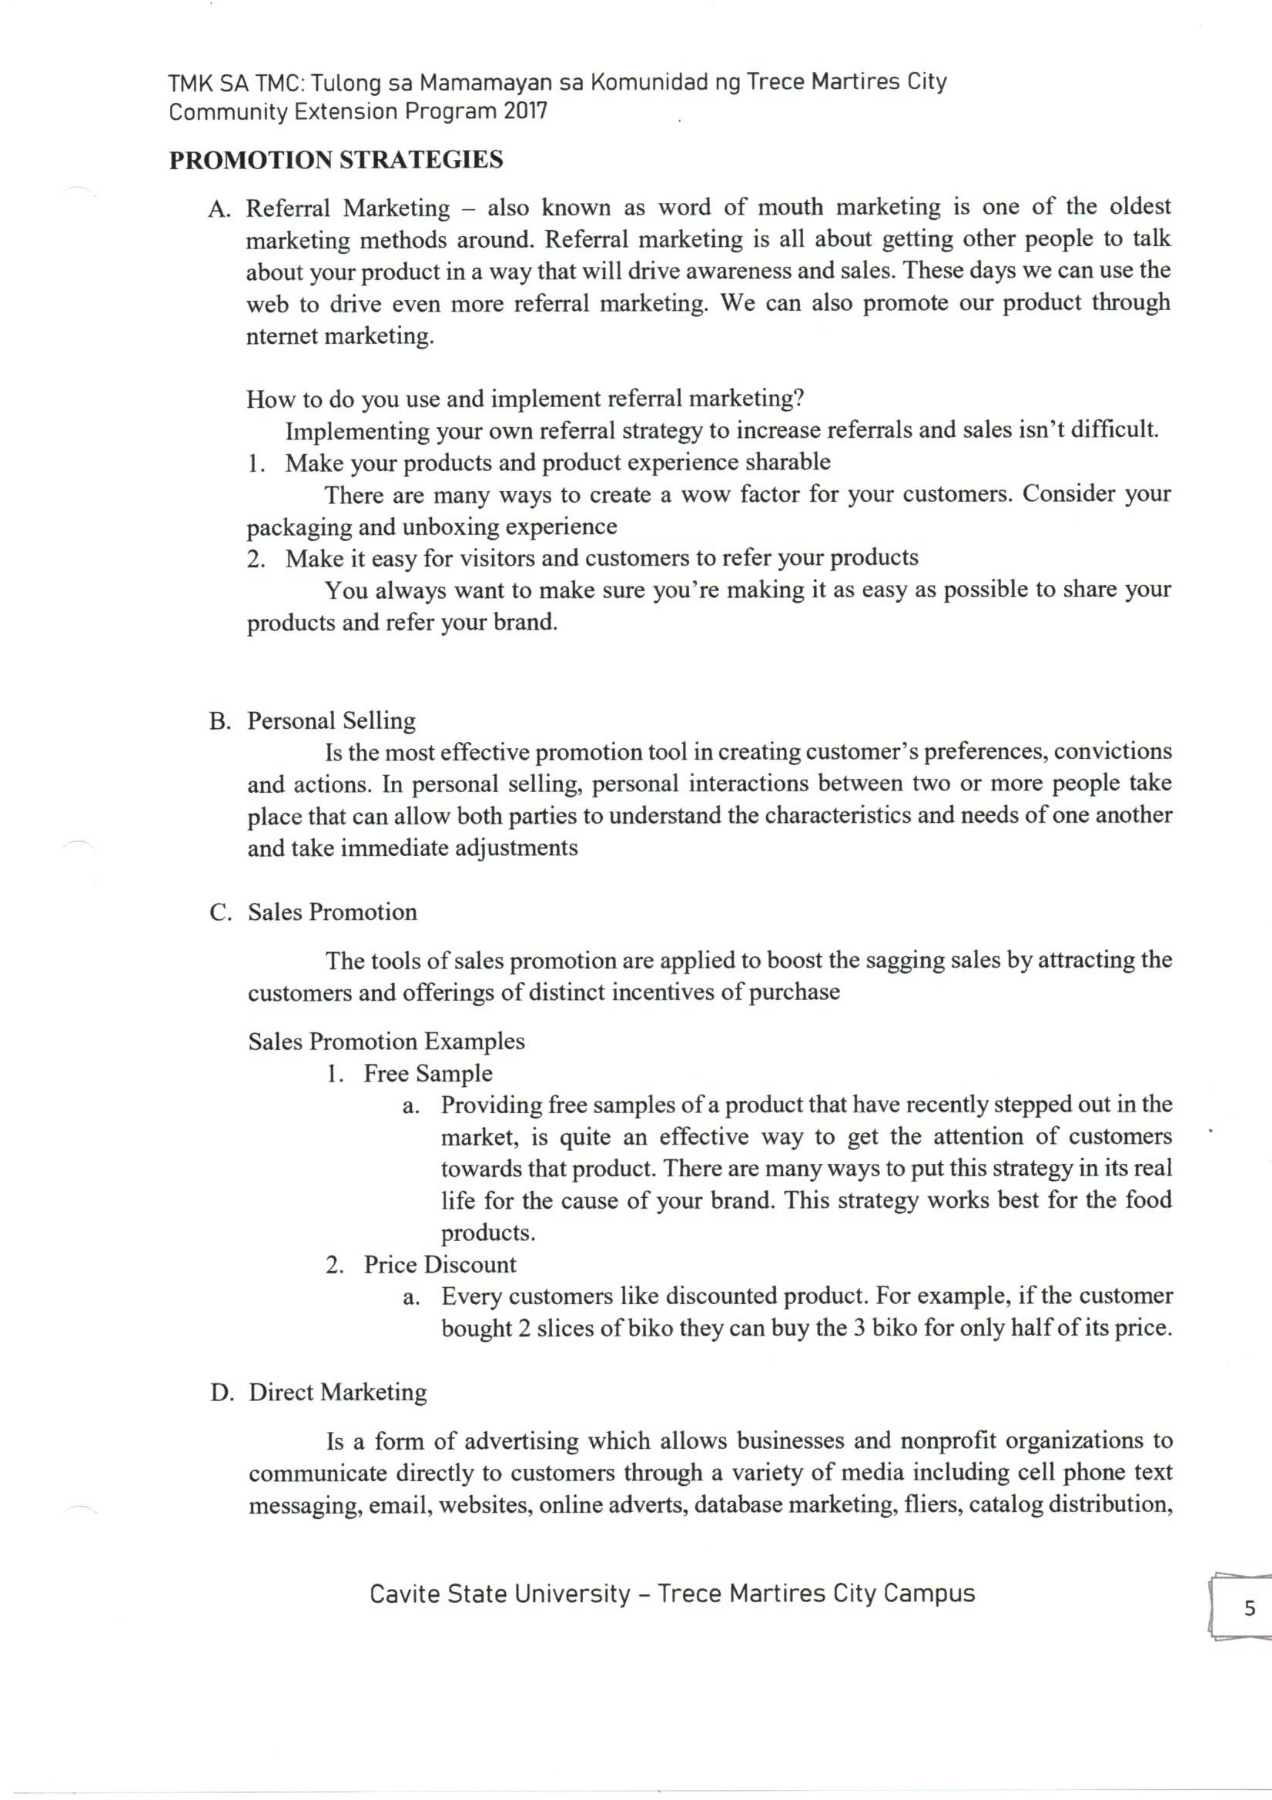 TMK SA TMC: Tulong sa Mamamayan sa Komunidad ng Trece Martires City
Community Extension Program 2017
PROMOTION STRATEGIES
A. Referral Marketing – also known as word of mouth marketing is one of the oldest
marketing methods around. Referral marketing is all about getting other people to talk
about your product in a way that will drive awareness and sales. These days we can use the
web to drive even more referral marketing. We can also promote our product through
nternet marketing.
How to do you use and implement referral marketing?
Implementing your own referral strategy to increase referrals and sales isn't difficult.
1. Make your products and product experience sharable
There are many ways to create a wow factor for your customers. Consider your
packaging and unboxing experience
2. Make it easy for visitors and customers to refer your products
You always want to make sure you're making it as easy as possible to share your
products and refer your brand.
B. Personal Selling
Is the most effective promotion tool in creating customer's preferences, convictions
and actions. In personal selling, personal interactions between two or more people take
place that can allow both parties to understand the characteristics and needs of one another
and take immediate adjustments
C. Sales Promotion
The tools of sales promotion are applied to boost the sagging sales by attracting the
customers and offerings of distinct incentives of purchase
Sales Promotion Examples
1. Free Sample
a. Providing free samples of a product that have recently stepped out in the
market, is quite an effective way to get the attention of customers
towards that product. There are many ways to put this strategy in its real
life for the cause of your brand. This strategy works best for the food
products.
2. Price Discount
a. Every customers like discounted product. For example, if the customer
bought 2 slices of biko they can buy the 3 biko for only half of its price.
D. Direct Marketing
Is a form of advertising which allows businesses and nonprofit organizations to
communicate directly to customers through a variety of media including cell phone text
messaging, email, websites, online adverts, database marketing, fliers, catalog distribution,
Cavite State University – Trece Martires City Campus
5